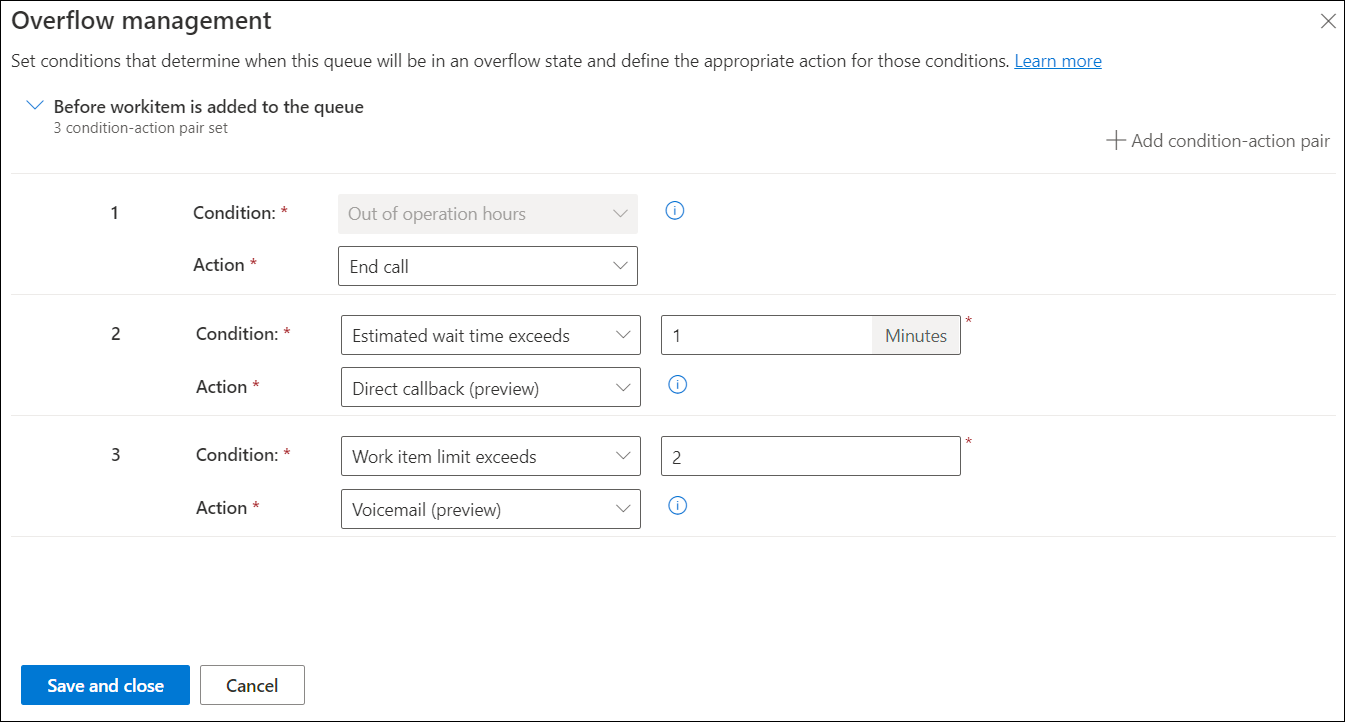 Overflow management
Set conditions that determine when this queue will be in an overflow state and define the appropriate action for those conditions. Learn more
Before workitem is added to the queue
3 condition-action pair set
Add condition-action pair
1 Condition: * Out of operation hours
Action * End call
2 Condition: * Estimated wait time exceeds 1 Minutes *
Action * Direct callback (preview)
3 Condition: * Work item limit exceeds 2 *
Action * Voicemail (preview)
Save and close Cancel